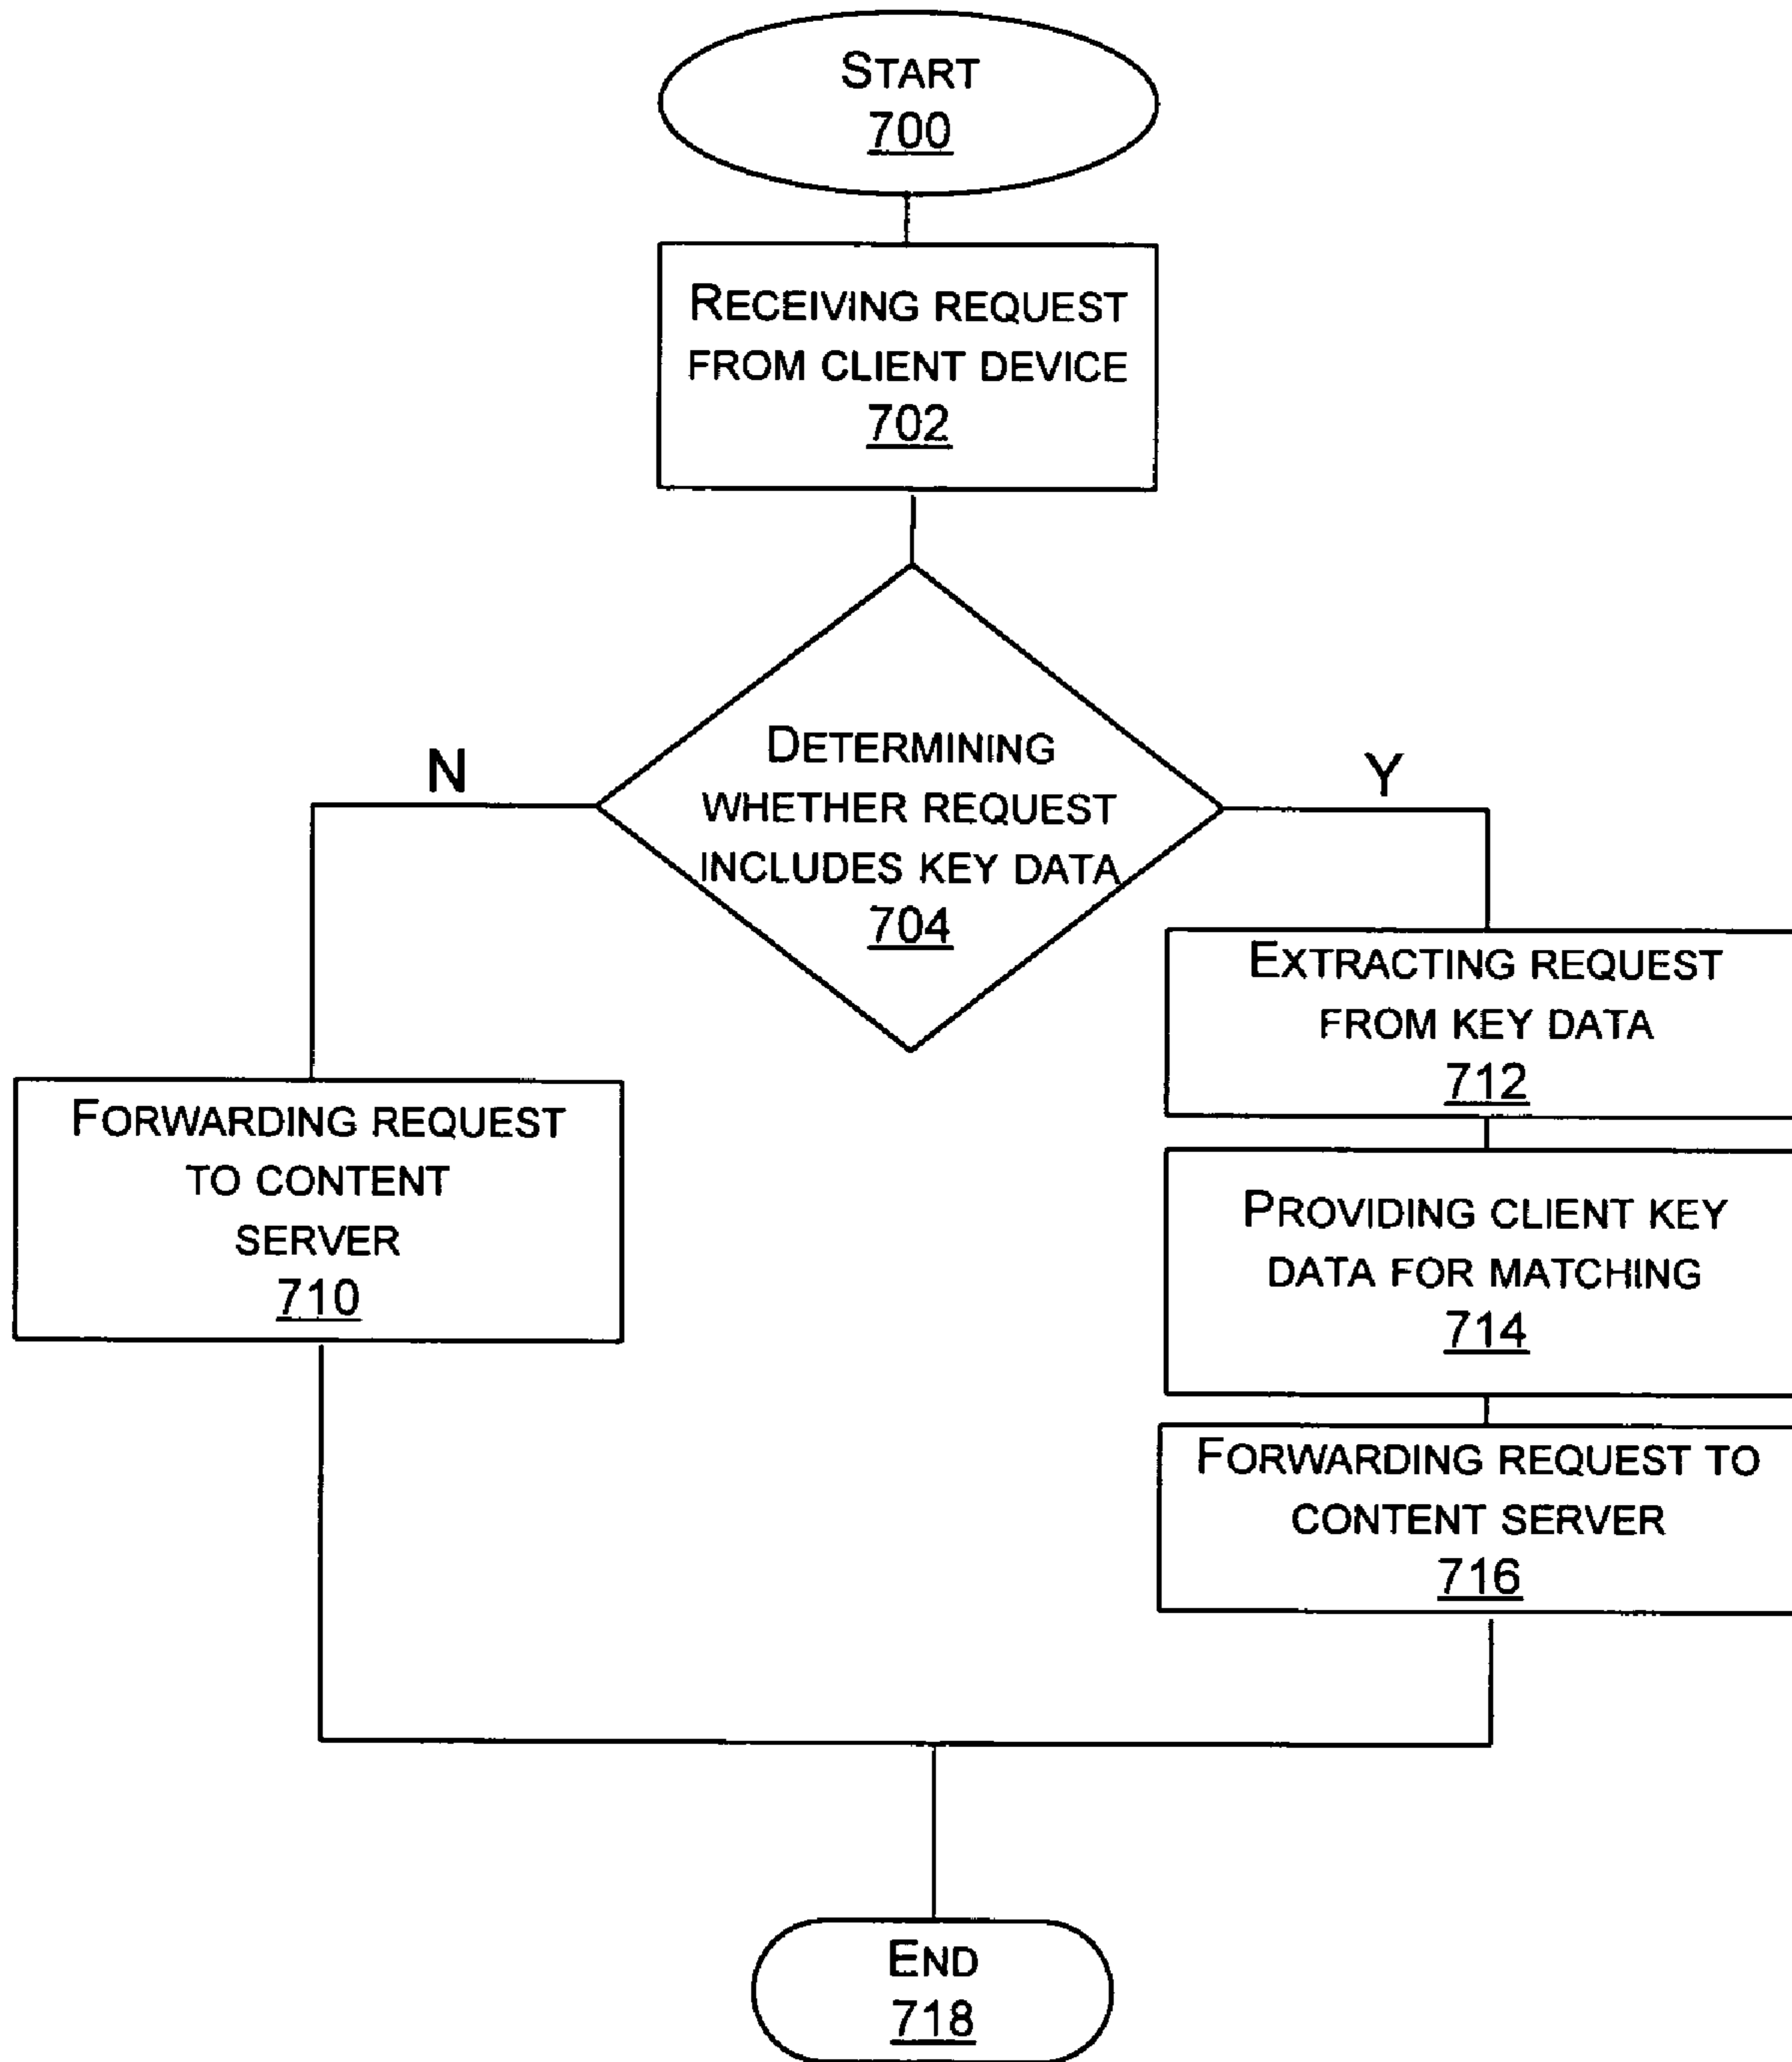 START
700
RECEIVING REQUEST
FROM CLIENT DEVICE
702
DETERMINING
WHETHER REQUEST
INCLUDES KEY DATA
704
N
Y
FORWARDING REQUEST
TO CONTENT
SERVER
710
EXTRACTING REQUEST
FROM KEY DATA
712
PROVIDING CLIENT KEY
DATA FOR MATCHING
714
FORWARDING REQUEST TO
CONTENT SERVER
716
END
718